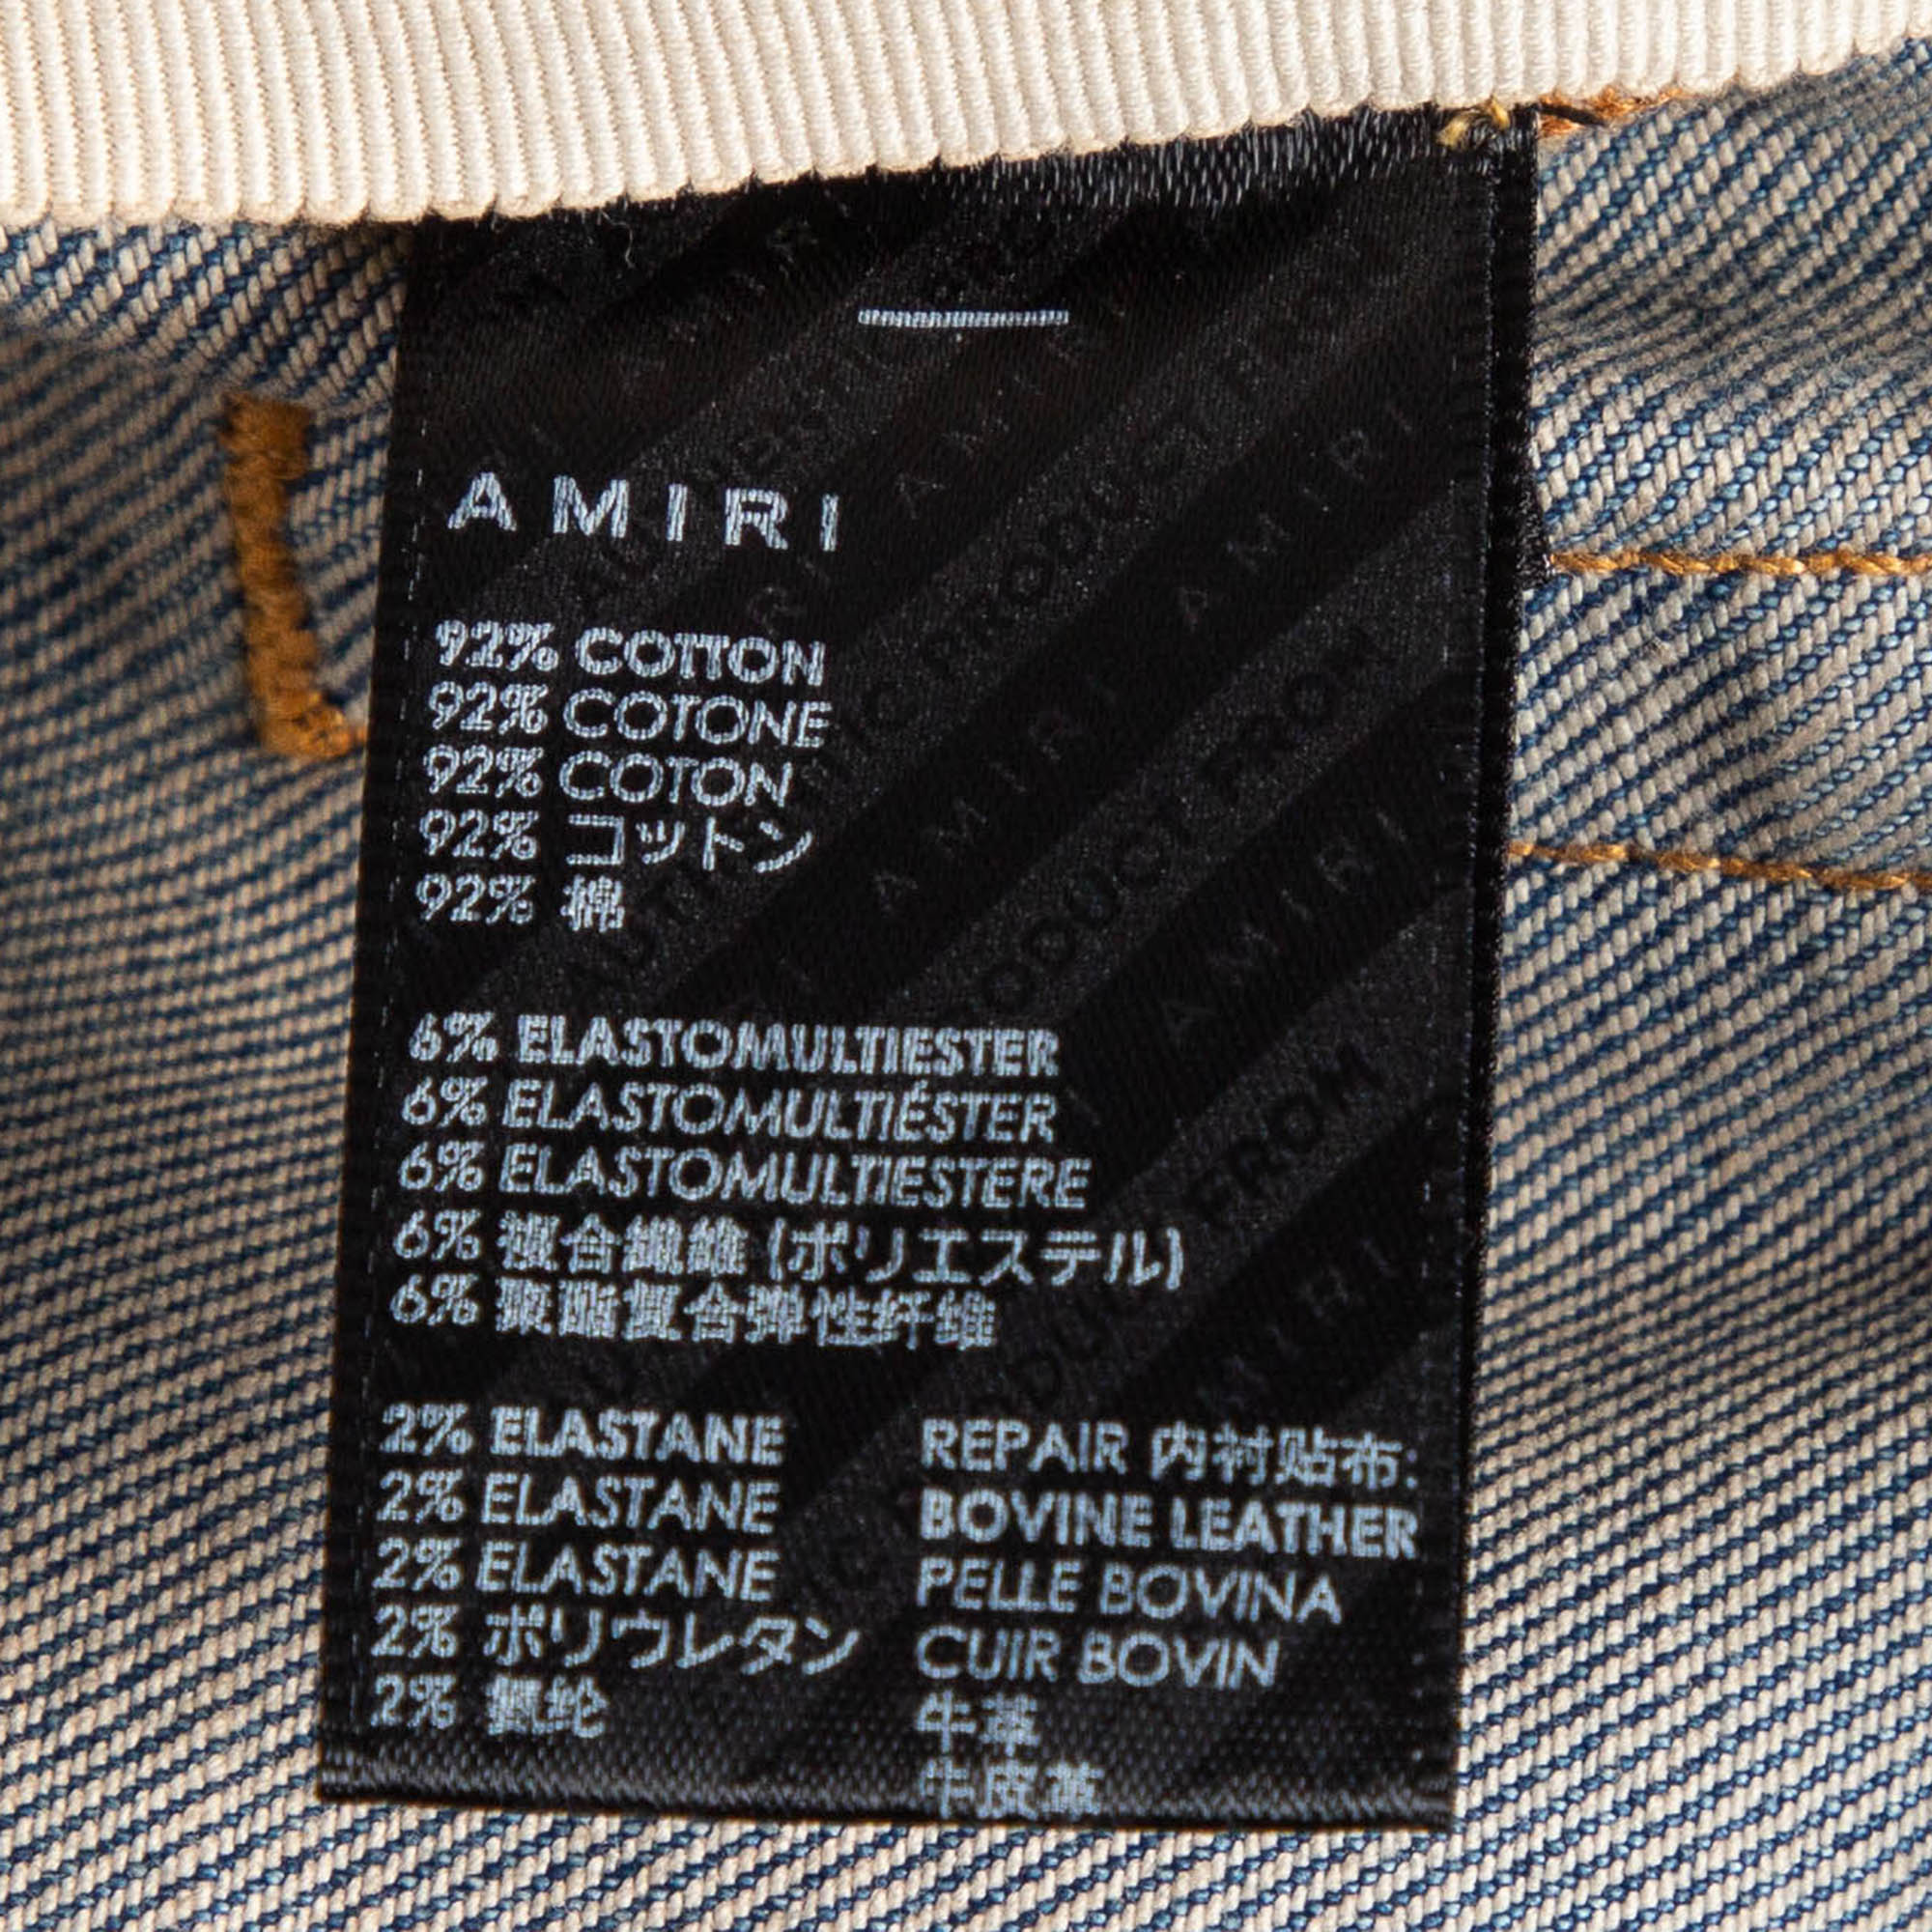 AMIRI
92% COTTON
92% COTONE
92% COTON
92% コットン
92% 棉
6% ELASTOMULTIESTER
6% ELASTOMULTIÉSTER
6% ELASTOMULTIESTERE
6% 複合繊維 (ポリエステル)
6% 聚酯复合弹性纤维
2% ELASTANE
2% ELASTANE
2% ELASTANE
2% ポリウレタン
2% 氨纶
REPAIR 内衬贴布:
BOVINE LEATHER
PELLE BOVINA
CUIR BOVIN
牛革
牛皮革